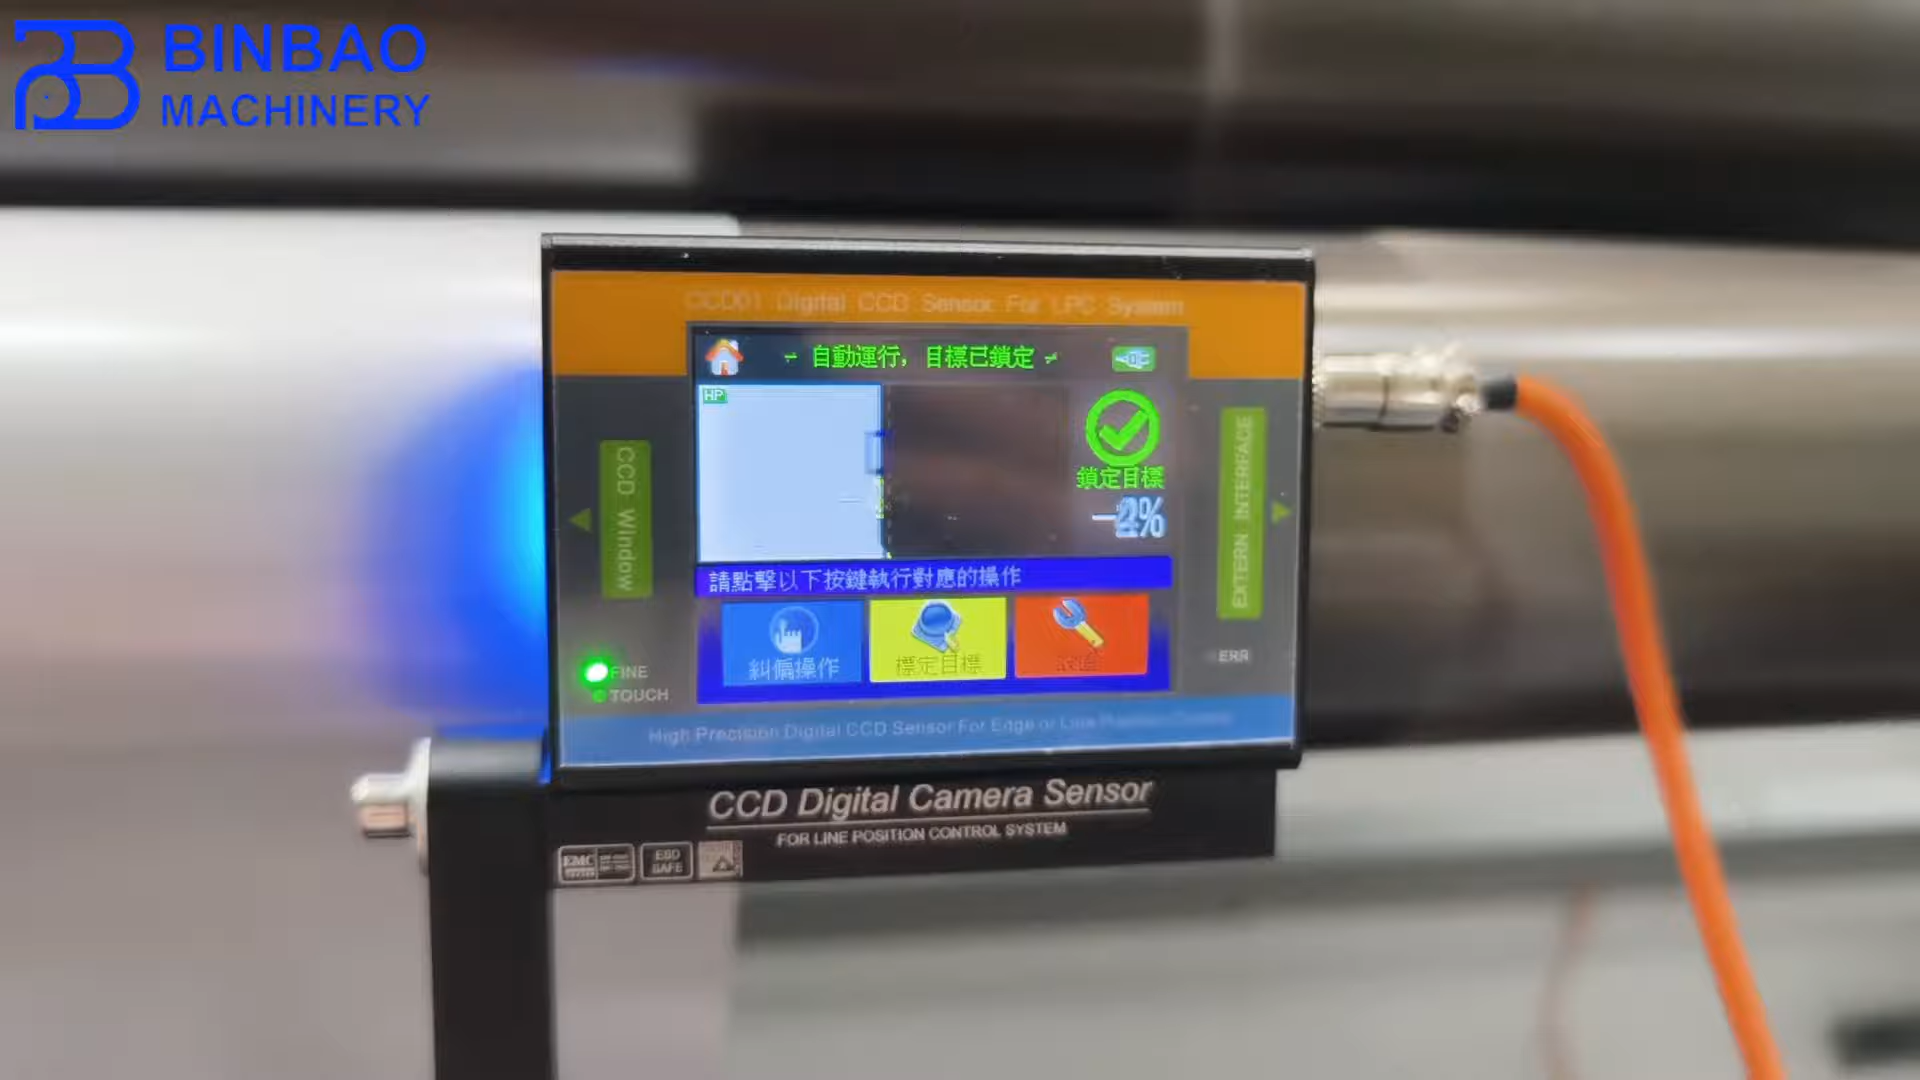 BINBAO
MACHINERY
CCD01 Digital CCD Sensor For LPC System
自動運行，目標已鎖定
HP
鎖定目標
CCD Window
EXTERN INTERFACE
請點擊以下按鍵執行對應的操作
糾偏操作
標定目標
FINE
TOUCH
ERR
High Precision Digital CCD Sensor For Edge or Line Position Control
CCD Digital Camera Sensor
FOR LINE POSITION CONTROL SYSTEM
EMC
ESD
SAFE